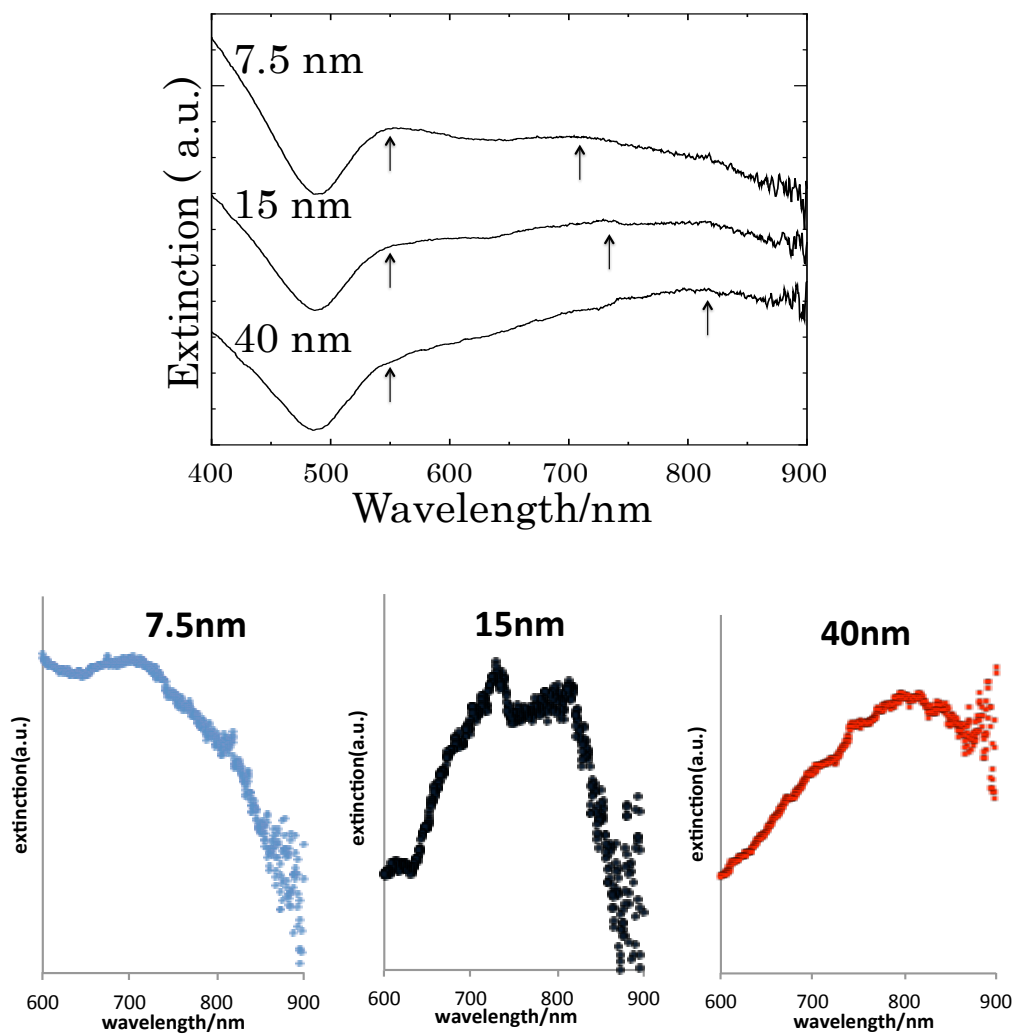 Extinction ( a.u.)
7.5 nm
15 nm
40 nm
400 500 600 700 800 900
Wavelength/nm
7.5nm
extinction(a.u.)
600 700 800 900
wavelength/nm
15nm
extinction(a.u.)
600 700 800 900
wavelength/nm
40nm
extinction(a.u.)
600 700 800 900
wavelength/nm